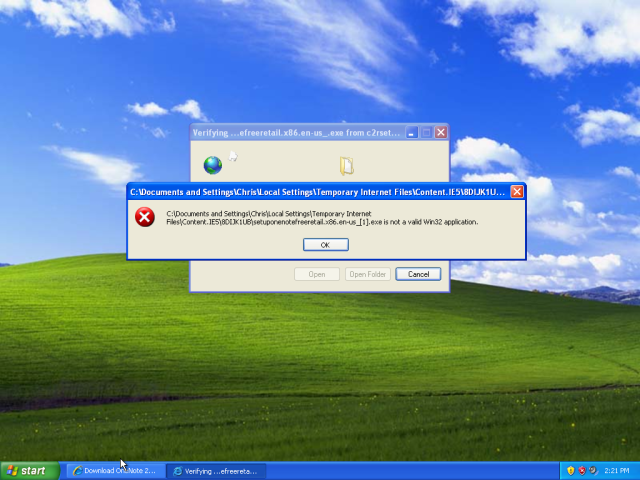 Verifying ...efreeretail.x86.en-us_.exe from c2rset...
C:\Documents and Settings\Chris\Local Settings\Temporary Internet Files\Content.IE5\8DIJK1U...
C:\Documents and Settings\Chris\Local Settings\Temporary Internet
Files\Content.IE5\8DIJK1UB\setuponenotefreeretail.x86.en-us_[1].exe is not a valid Win32 application.
OK
Open
Open Folder
Cancel
start
Download OneNote 2...
Verifying ...efreereta...
2:21 PM